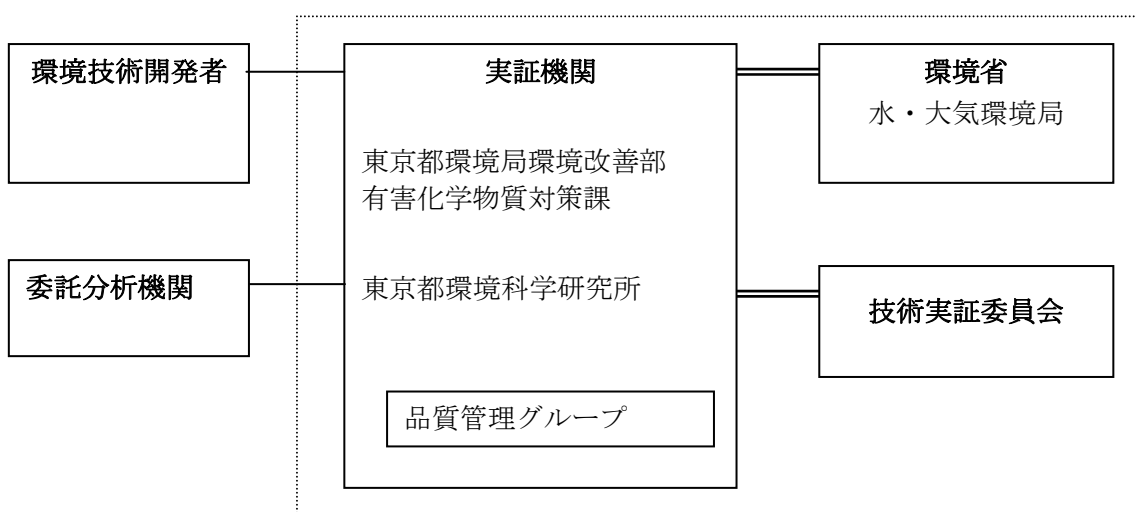 環境技術開発者
実証機関
環境省
水・大気環境局
東京都環境局環境改善部
有害化学物質対策課
委託分析機関
東京都環境科学研究所
技術実証委員会
品質管理グループ